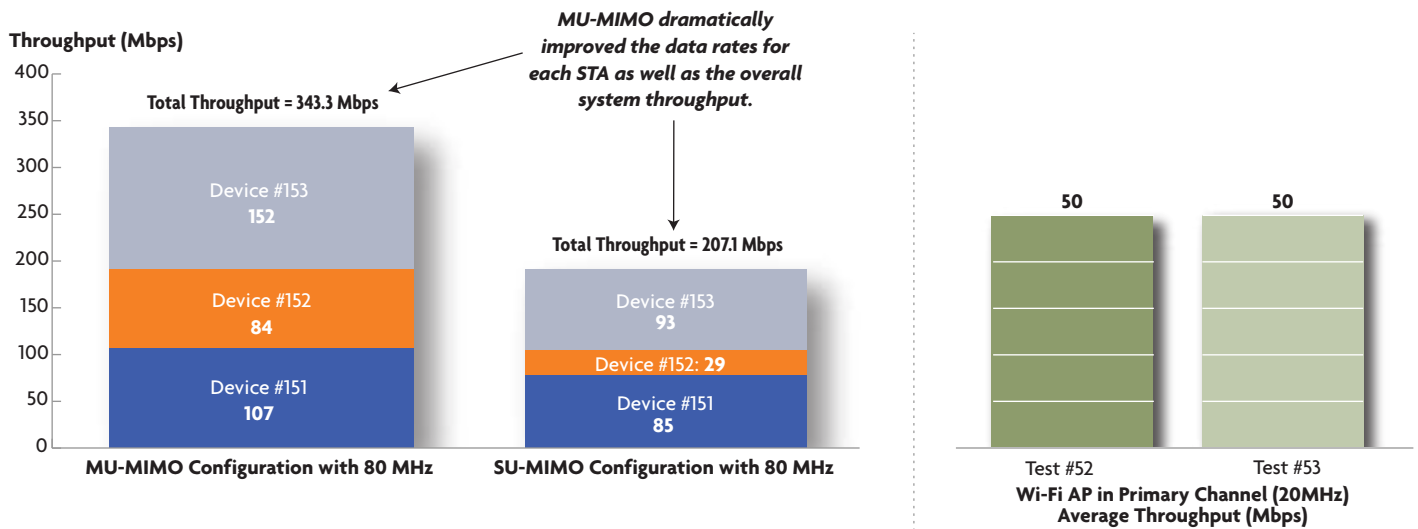 MU-MIMO dramatically
improved the data rates for
each STA as well as the overall
system throughput.
Throughput (Mbps)
400
350
300
250
200
150
100
50
0
Total Throughput = 343.3 Mbps
Device #153
152
Device #152
84
Device #151
107
MU-MIMO Configuration with 80 MHz
Total Throughput = 207.1 Mbps
Device #153
93
Device #152: 29
Device #151
85
SU-MIMO Configuration with 80 MHz
50
50
Test #52
Test #53
Wi-Fi AP in Primary Channel (20MHz)
Average Throughput (Mbps)